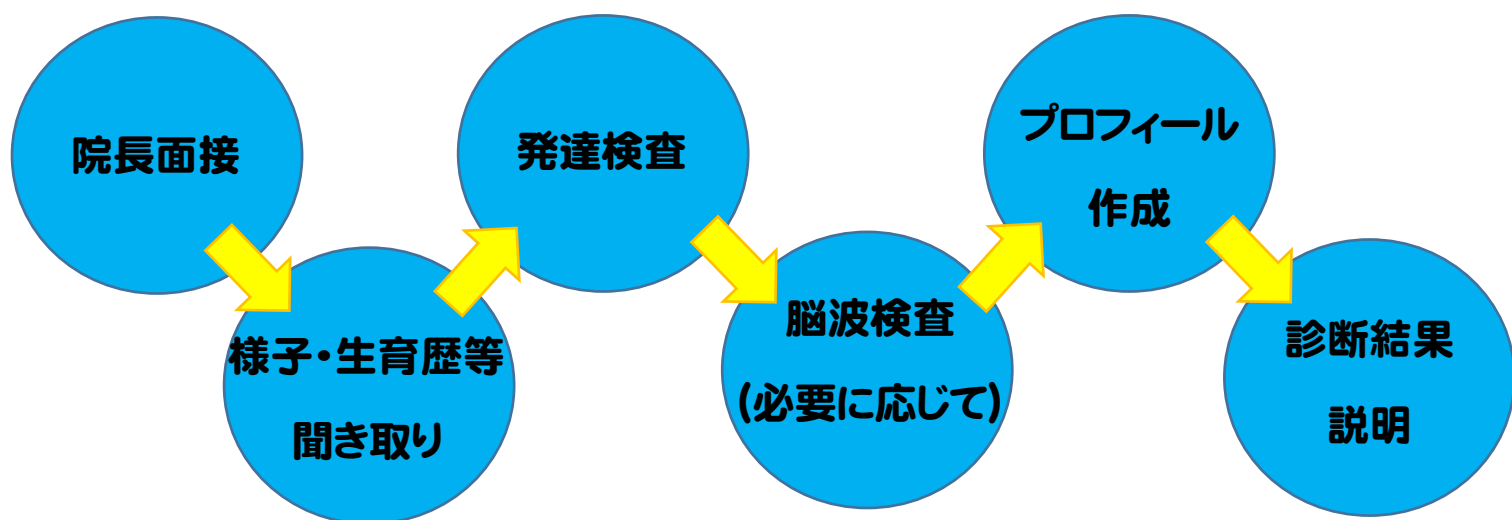 院長面接
様子・生育歴等
聞き取り
発達検査
脳波検査
(必要に応じて)
プロフィール
作成
診断結果
説明